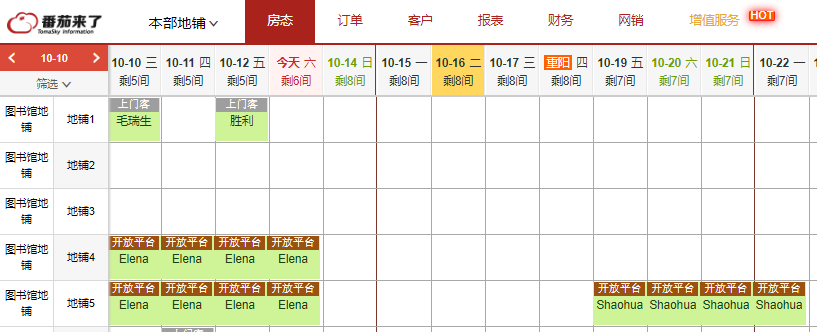 番茄来了
TomaSky Information
本部地铺
房态
订单
客户
报表
财务
网销
增值服务
HOT
10-10
筛选
10-10 三
剩5间
10-11 四
剩5间
10-12 五
剩5间
今天 六
剩6间
10-14 日
剩8间
10-15 一
剩8间
10-16 二
剩8间
10-17 三
剩8间
重阳 四
剩8间
10-19 五
剩7间
10-20 六
剩7间
10-21 日
剩7间
10-22 一
剩7间
图书馆地
铺
地铺1
上门客
毛瑞生
上门客
胜利
图书馆地
铺
地铺2
图书馆地
铺
地铺3
图书馆地
铺
地铺4
开放平台 开放平台 开放平台 开放平台
Elena Elena Elena Elena
图书馆地
铺
地铺5
开放平台 开放平台 开放平台 开放平台
Elena Elena Elena Elena
开放平台 开放平台 开放平台 开放平台
Shaohua Shaohua Shaohua Shaohua
上门客